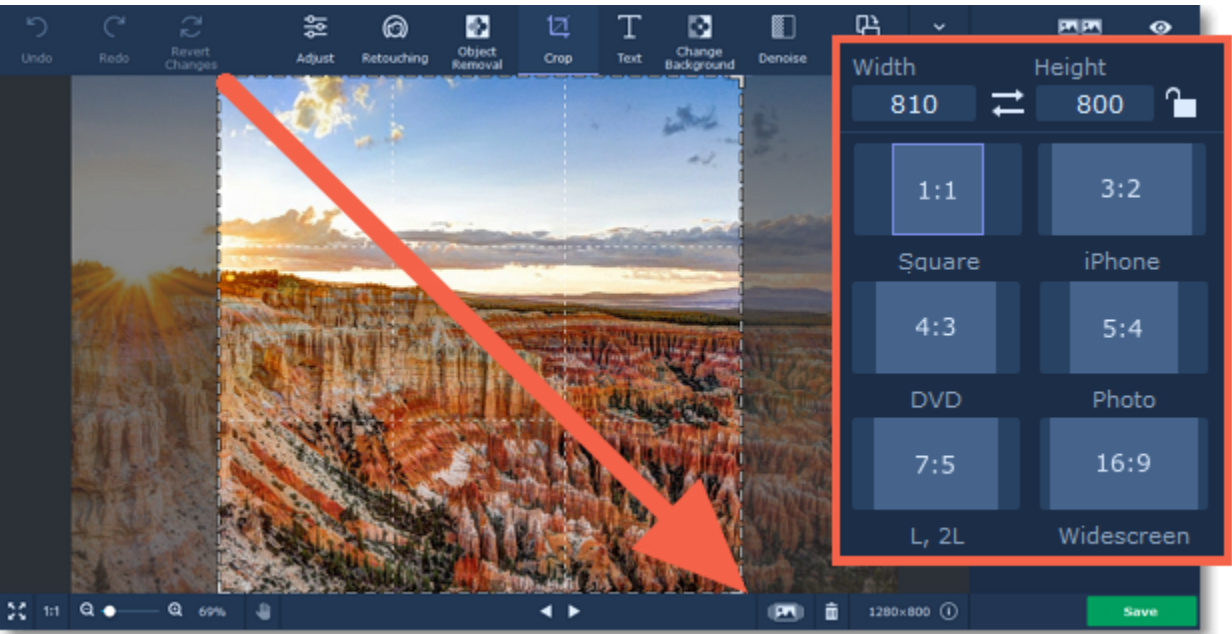 Undo
Redo
Revert
Changes
Adjust
Retouching
Object
Removal
Crop
Text
Change
Background
Denoise
Width
Height
810
800
1:1
3:2
Square
iPhone
4:3
5:4
DVD
Photo
7:5
16:9
L, 2L
Widescreen
1:1
69%
1280×800
Save